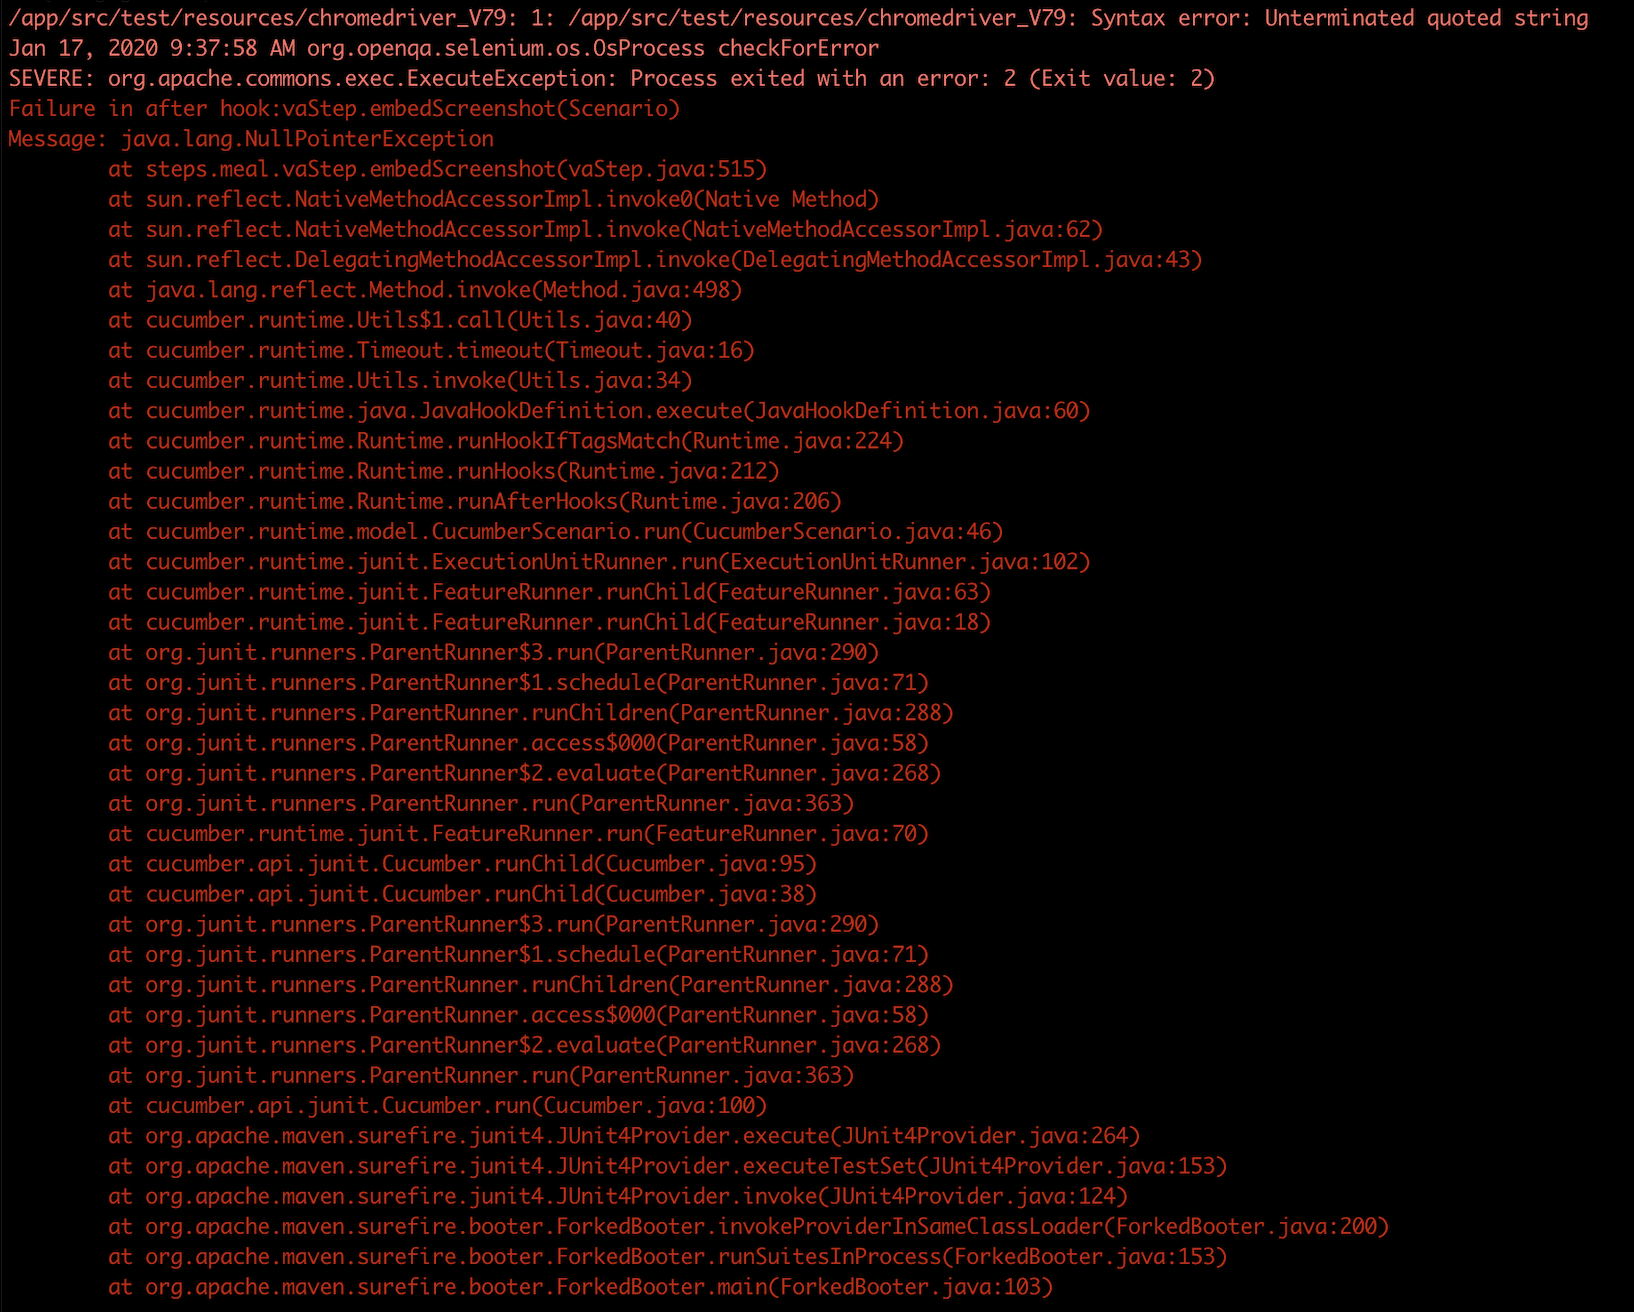 /app/src/test/resources/chromedriver_V79: 1: /app/src/test/resources/chromedriver_V79: Syntax error: Unterminated quoted string
Jan 17, 2020 9:37:58 AM org.openqa.selenium.os.OsProcess checkForError
SEVERE: org.apache.commons.exec.ExecuteException: Process exited with an error: 2 (Exit value: 2)
Failure in after hook:vaStep.embedScreenshot(Scenario)
Message: java.lang.NullPointerException
at steps.meal.vaStep.embedScreenshot(vaStep.java:515)
at sun.reflect.NativeMethodAccessorImpl.invoke0(Native Method)
at sun.reflect.NativeMethodAccessorImpl.invoke(NativeMethodAccessorImpl.java:62)
at sun.reflect.DelegatingMethodAccessorImpl.invoke(DelegatingMethodAccessorImpl.java:43)
at java.lang.reflect.Method.invoke(Method.java:498)
at cucumber.runtime.Utils$1.call(Utils.java:40)
at cucumber.runtime.Timeout.timeout(Timeout.java:16)
at cucumber.runtime.Utils.invoke(Utils.java:34)
at cucumber.runtime.java.JavaHookDefinition.execute(JavaHookDefinition.java:60)
at cucumber.runtime.Runtime.runHookIfTagsMatch(Runtime.java:224)
at cucumber.runtime.Runtime.runHooks(Runtime.java:212)
at cucumber.runtime.Runtime.runAfterHooks(Runtime.java:206)
at cucumber.runtime.model.CucumberScenario.run(CucumberScenario.java:46)
at cucumber.runtime.junit.ExecutionUnitRunner.run(ExecutionUnitRunner.java:102)
at cucumber.runtime.junit.FeatureRunner.runChild(FeatureRunner.java:63)
at cucumber.runtime.junit.FeatureRunner.runChild(FeatureRunner.java:18)
at org.junit.runners.ParentRunner$3.run(ParentRunner.java:290)
at org.junit.runners.ParentRunner$1.schedule(ParentRunner.java:71)
at org.junit.runners.ParentRunner.runChildren(ParentRunner.java:288)
at org.junit.runners.ParentRunner.access$000(ParentRunner.java:58)
at org.junit.runners.ParentRunner$2.evaluate(ParentRunner.java:268)
at org.junit.runners.ParentRunner.run(ParentRunner.java:363)
at cucumber.runtime.junit.FeatureRunner.run(FeatureRunner.java:70)
at cucumber.api.junit.Cucumber.runChild(Cucumber.java:95)
at cucumber.api.junit.Cucumber.runChild(Cucumber.java:38)
at org.junit.runners.ParentRunner$3.run(ParentRunner.java:290)
at org.junit.runners.ParentRunner$1.schedule(ParentRunner.java:71)
at org.junit.runners.ParentRunner.runChildren(ParentRunner.java:288)
at org.junit.runners.ParentRunner.access$000(ParentRunner.java:58)
at org.junit.runners.ParentRunner$2.evaluate(ParentRunner.java:268)
at org.junit.runners.ParentRunner.run(ParentRunner.java:363)
at cucumber.api.junit.Cucumber.run(Cucumber.java:100)
at org.apache.maven.surefire.junit4.JUnit4Provider.execute(JUnit4Provider.java:264)
at org.apache.maven.surefire.junit4.JUnit4Provider.executeTestSet(JUnit4Provider.java:153)
at org.apache.maven.surefire.junit4.JUnit4Provider.invoke(JUnit4Provider.java:124)
at org.apache.maven.surefire.booter.ForkedBooter.invokeProviderInSameClassLoader(ForkedBooter.java:200)
at org.apache.maven.surefire.booter.ForkedBooter.runSuitesInProcess(ForkedBooter.java:153)
at org.apache.maven.surefire.booter.ForkedBooter.main(ForkedBooter.java:103)